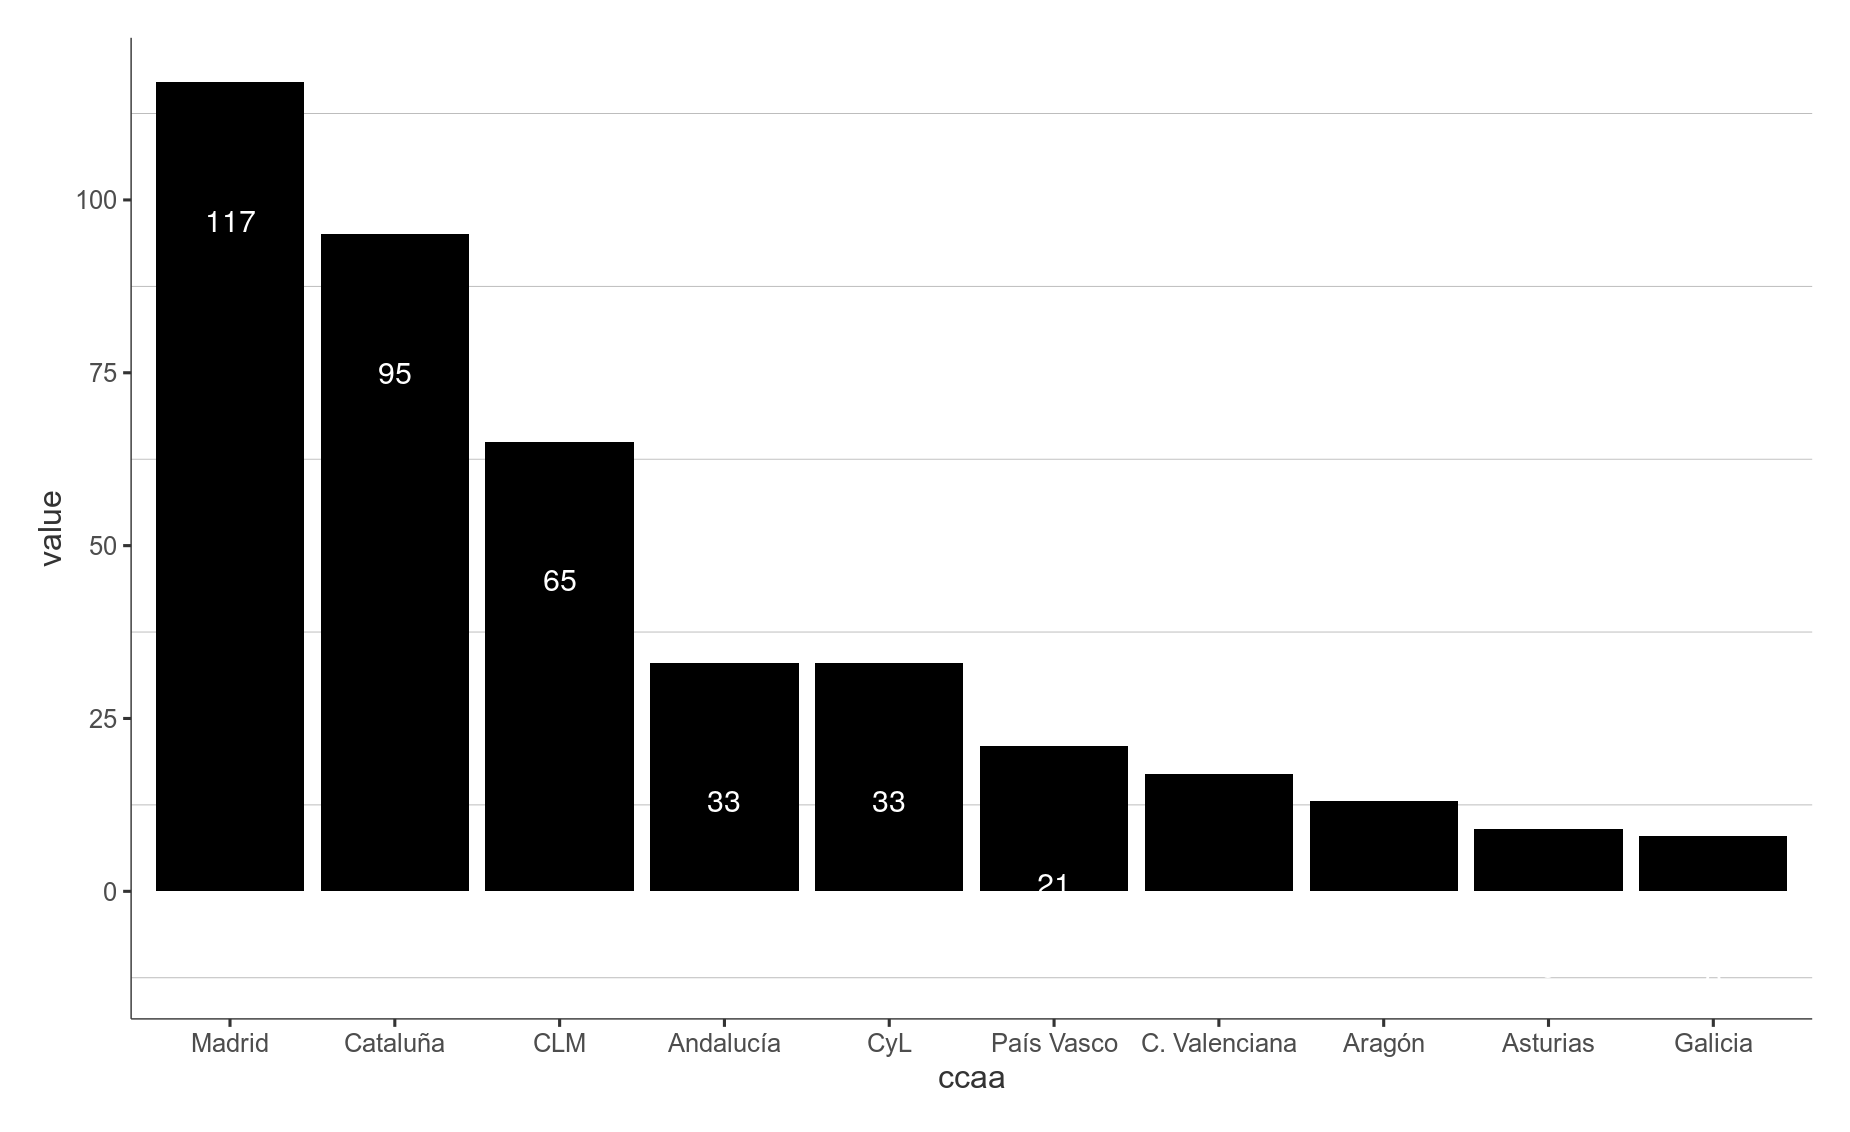 value
100
75
50
25
0
117
95
65
33
33
21
Madrid
Cataluña
CLM
Andalucía
CyL
País Vasco
C. Valenciana
Aragón
Asturias
Galicia
ccaa